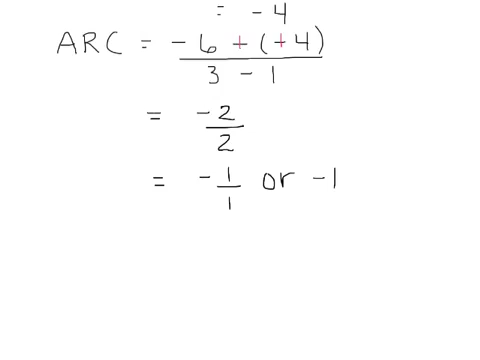 = -4
ARC = -6 + (+4)
3 - 1
= -2
2
= -1 or -1
1